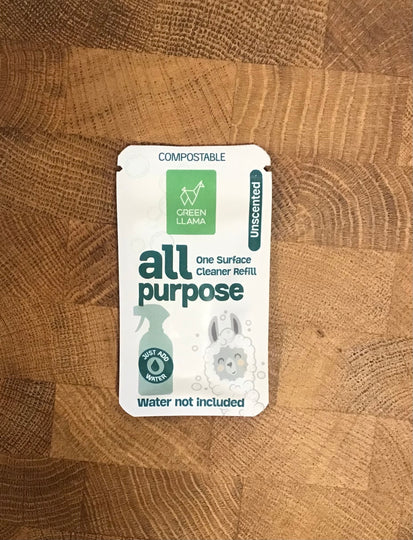 COMPOSTABLE
GREEN
LLAMA
Unscented
all
One Surface
Cleaner Refill
purpose
JUST ADD
WATER
Water not included